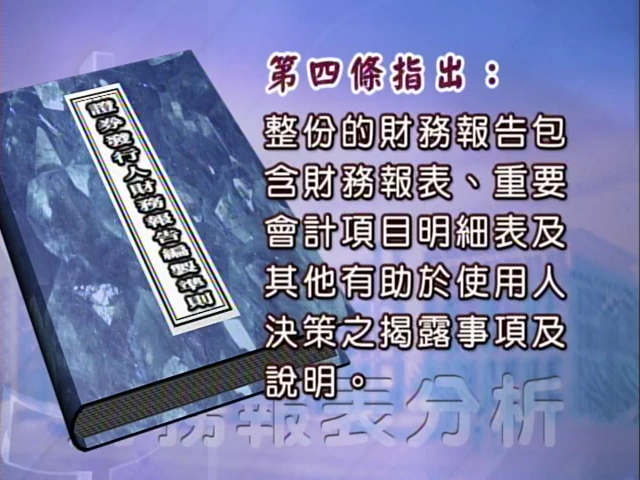 第四條指出：
整份的財務報告包
含財務報表、重要
會計項目明細表及
其他有助於使用人
決策之揭露事項及
說明。
證券發行人財務報告編製準則
務報表分析